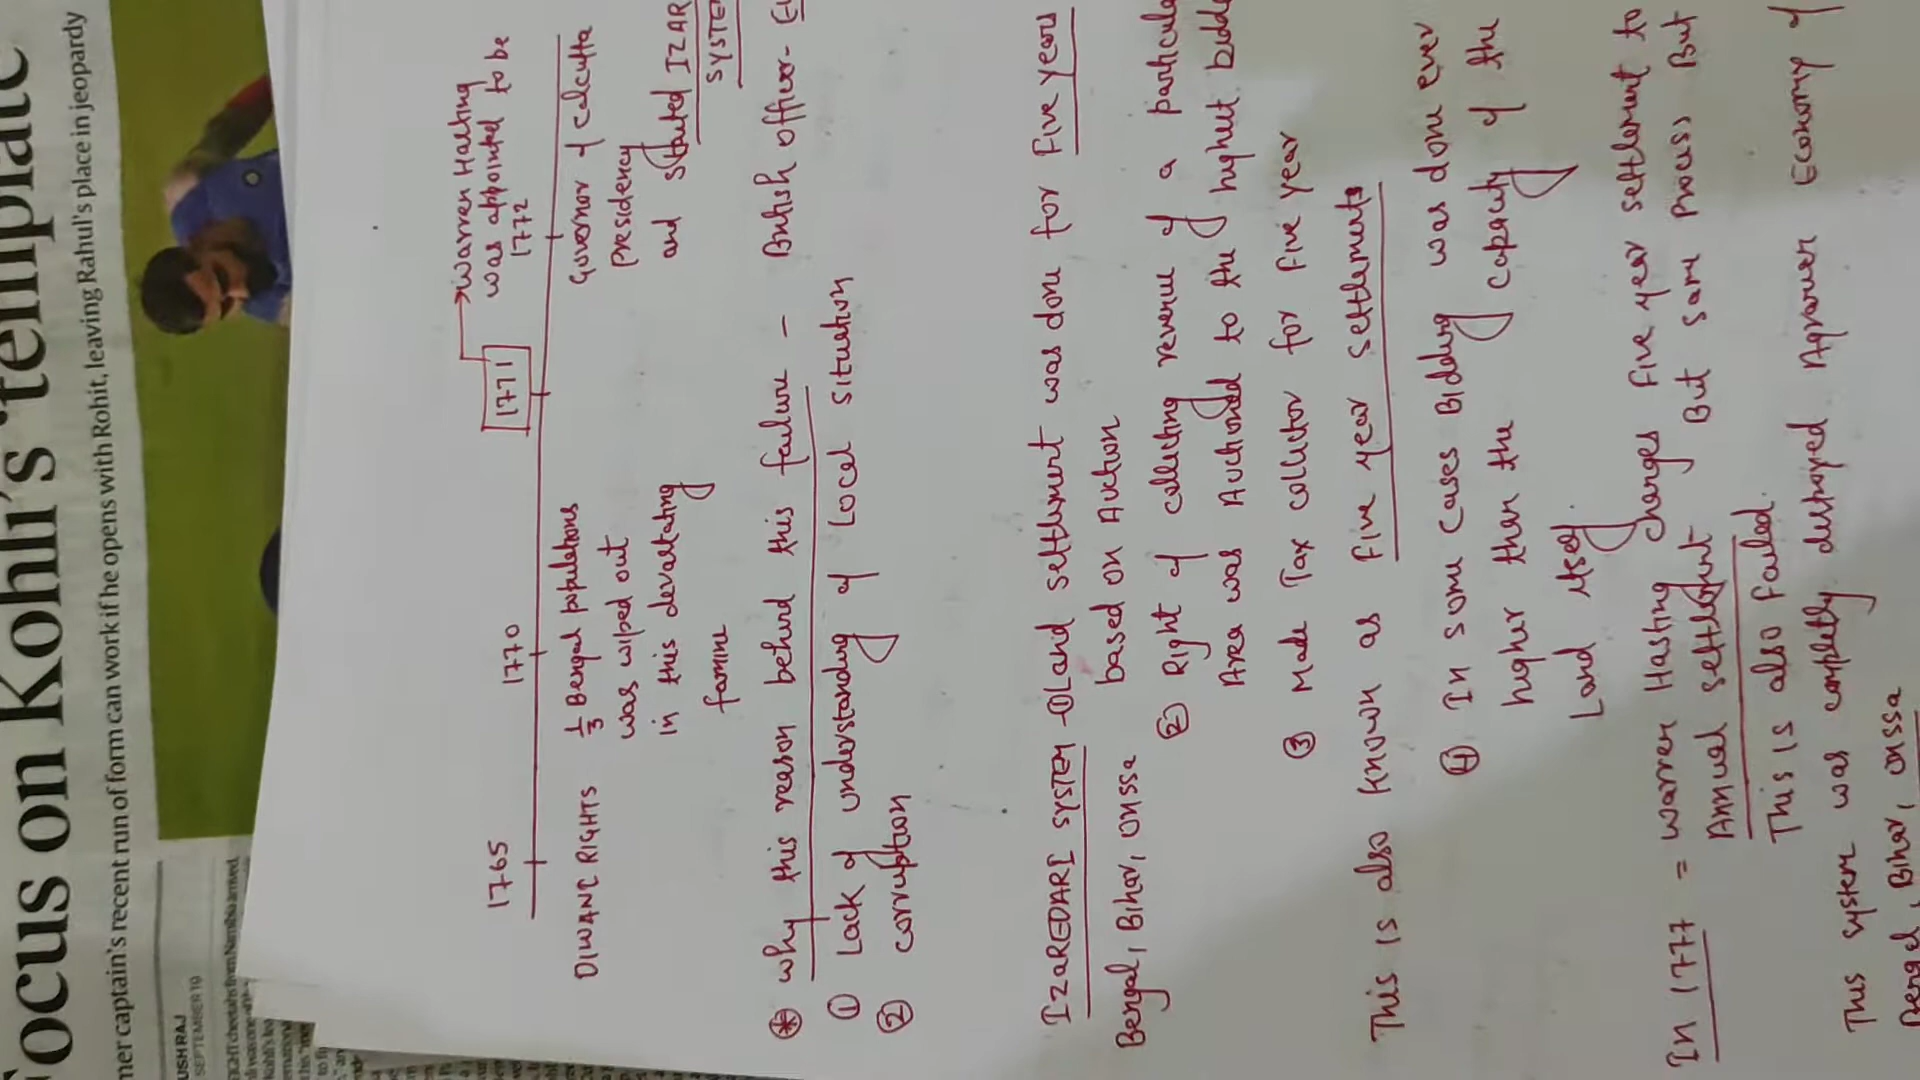 Focus on Kohli's 'template'
mer captain's recent run of form can work if he opens with Rohit, leaving Rahul's place in jeopardy
USH RAJ
SEPTEMBER 19
1765
1770
1771
warren Hasting
was appointed to be
1772
Governor of calcutta
Presidency
and started IZAR
SYSTE
DIWANI RIGHTS
1/3 Bengal populations
was wiped out
in this devastating
famine
* Why this reason behind this failure - British officer-
① Lack of understanding of Local situation
② corruption
IZaREDARI SYSTEM - ① Land settlement was done for Five year
Bengal, Bihar, orissa
based on Auction
② Right of collecting revenue of a particula
Area was Auctioned to the highest bidde
③ Made Tax collector for five year
This is also known as five year settlements
④ In some cases Bidding was done ever
higher then the capacity of the
Land itself.
In 1777 = warren Hasting changes five year settlement to
Annual settlement But same process But
This is also failed.
This system was completly destroyed Agrarer Economy of
Bengal, Bihar, orissa